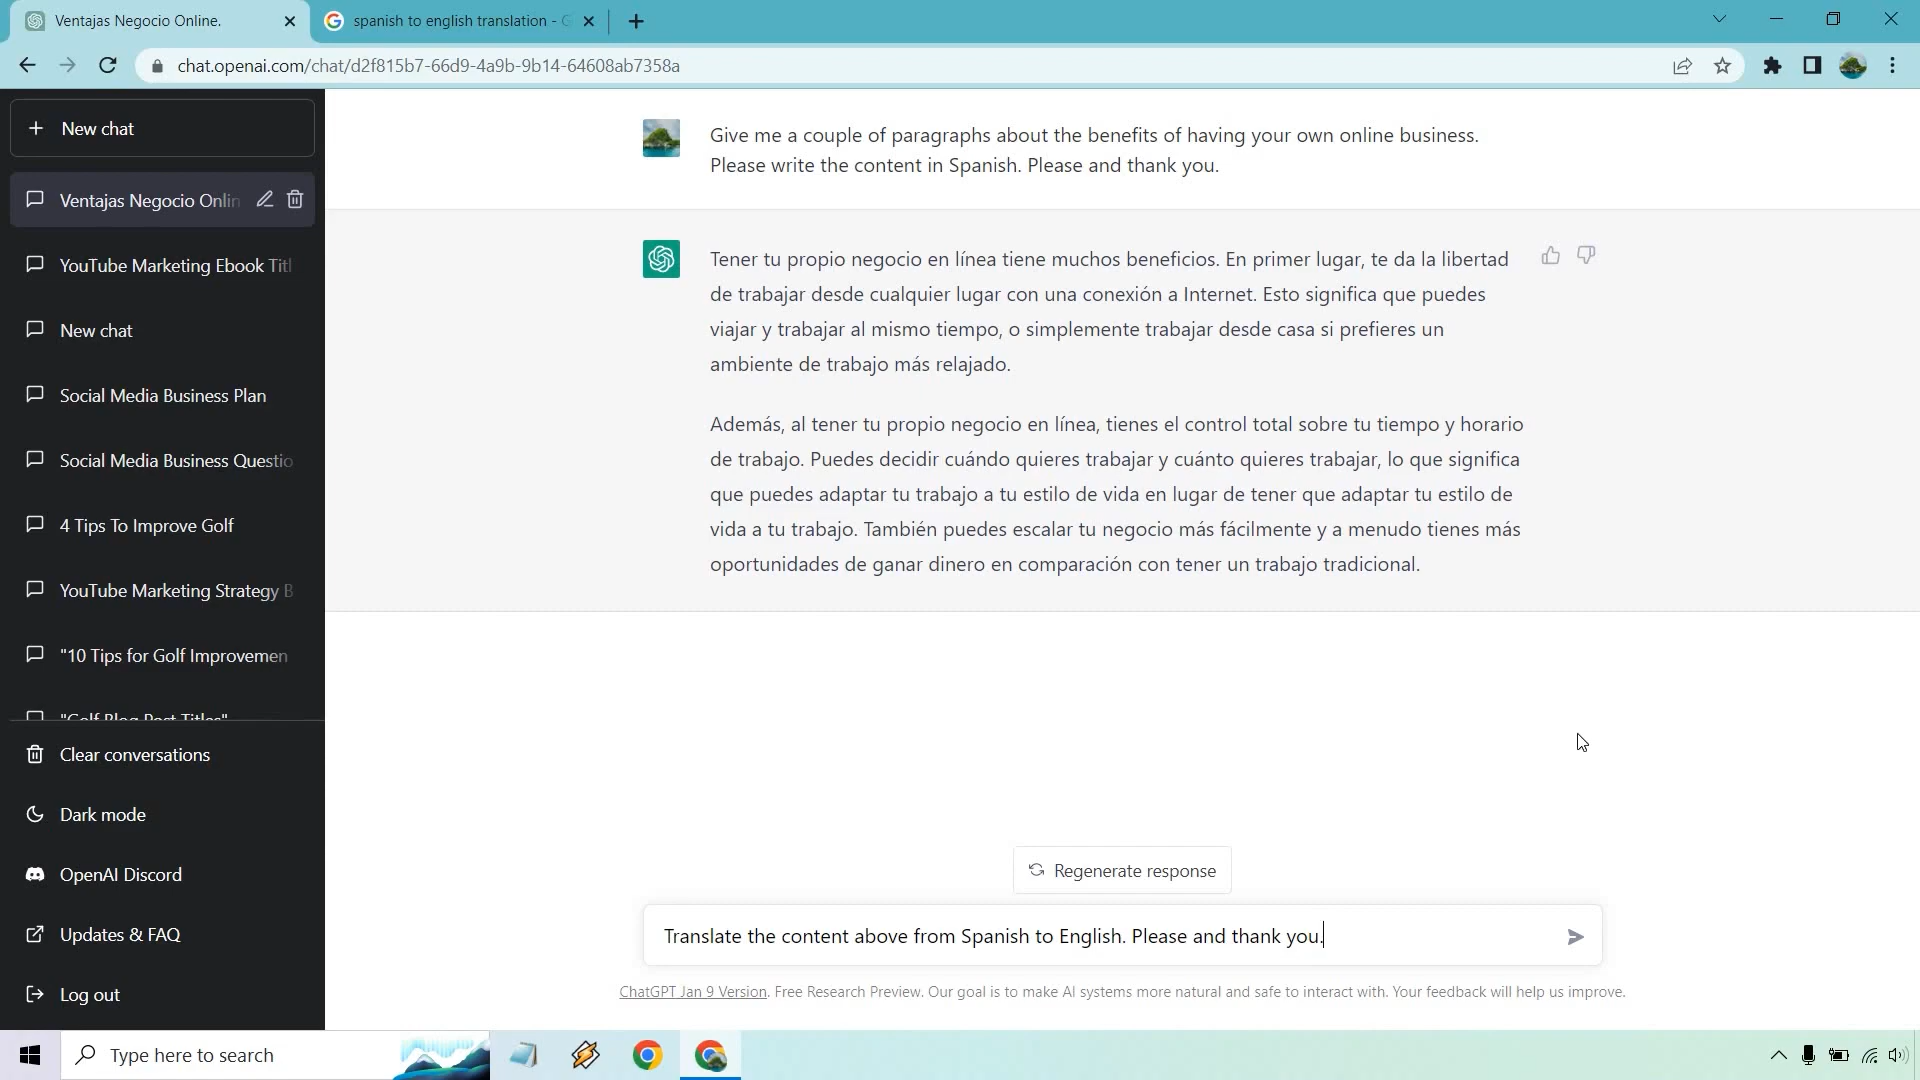 Ventajas Negocio Online.
spanish to english translation - G
chat.openai.com/chat/d2f815b7-66d9-4a9b-9b14-64608ab7358a
New chat
Ventajas Negocio Onlin
YouTube Marketing Ebook Titl
New chat
Social Media Business Plan
Social Media Business Questio
4 Tips To Improve Golf
YouTube Marketing Strategy B
"10 Tips for Golf Improvemen
"Golf Blog Post Titles"
Clear conversations
Dark mode
OpenAI Discord
Updates & FAQ
Log out
Give me a couple of paragraphs about the benefits of having your own online business.
Please write the content in Spanish. Please and thank you.
Tener tu propio negocio en línea tiene muchos beneficios. En primer lugar, te da la libertad
de trabajar desde cualquier lugar con una conexión a Internet. Esto significa que puedes
viajar y trabajar al mismo tiempo, o simplemente trabajar desde casa si prefieres un
ambiente de trabajo más relajado.
Además, al tener tu propio negocio en línea, tienes el control total sobre tu tiempo y horario
de trabajo. Puedes decidir cuándo quieres trabajar y cuánto quieres trabajar, lo que significa
que puedes adaptar tu trabajo a tu estilo de vida en lugar de tener que adaptar tu estilo de
vida a tu trabajo. También puedes escalar tu negocio más fácilmente y a menudo tienes más
oportunidades de ganar dinero en comparación con tener un trabajo tradicional.
Regenerate response
Translate the content above from Spanish to English. Please and thank you.
ChatGPT Jan 9 Version. Free Research Preview. Our goal is to make AI systems more natural and safe to interact with. Your feedback will help us improve.
Type here to search